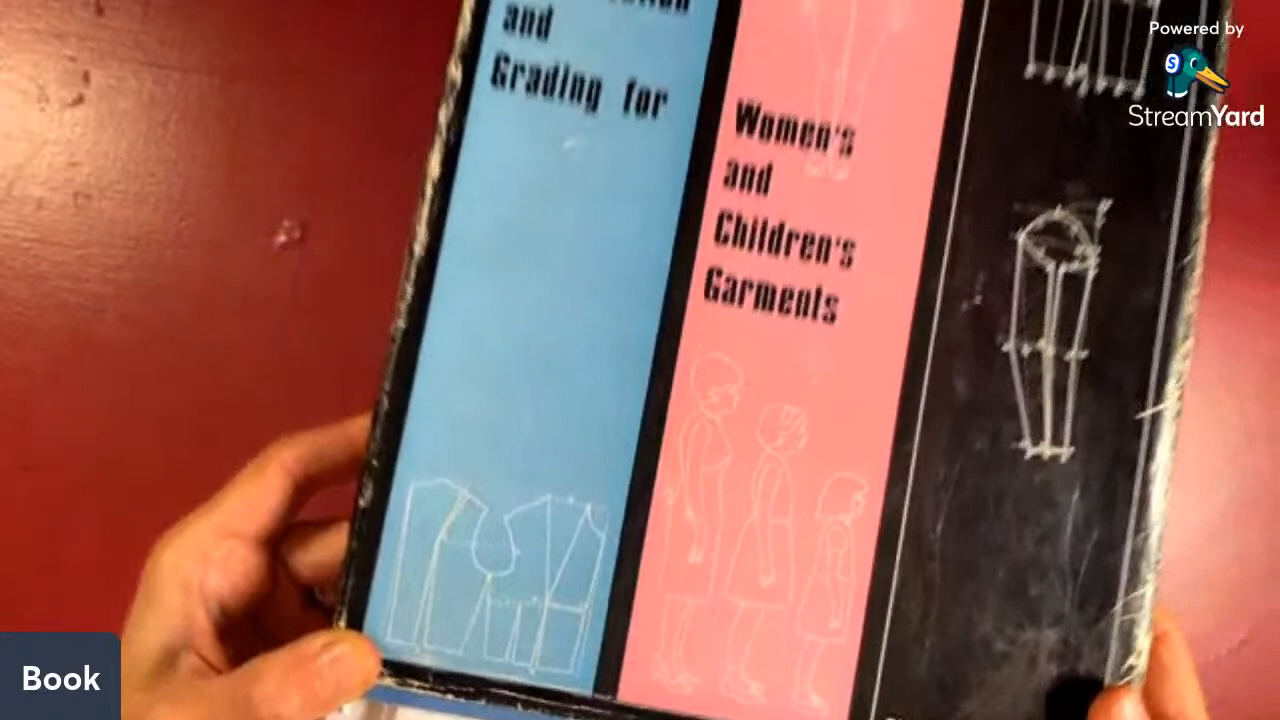 and
Grading for
Women's
and
Children's
Garments
Powered by
StreamYard
Book